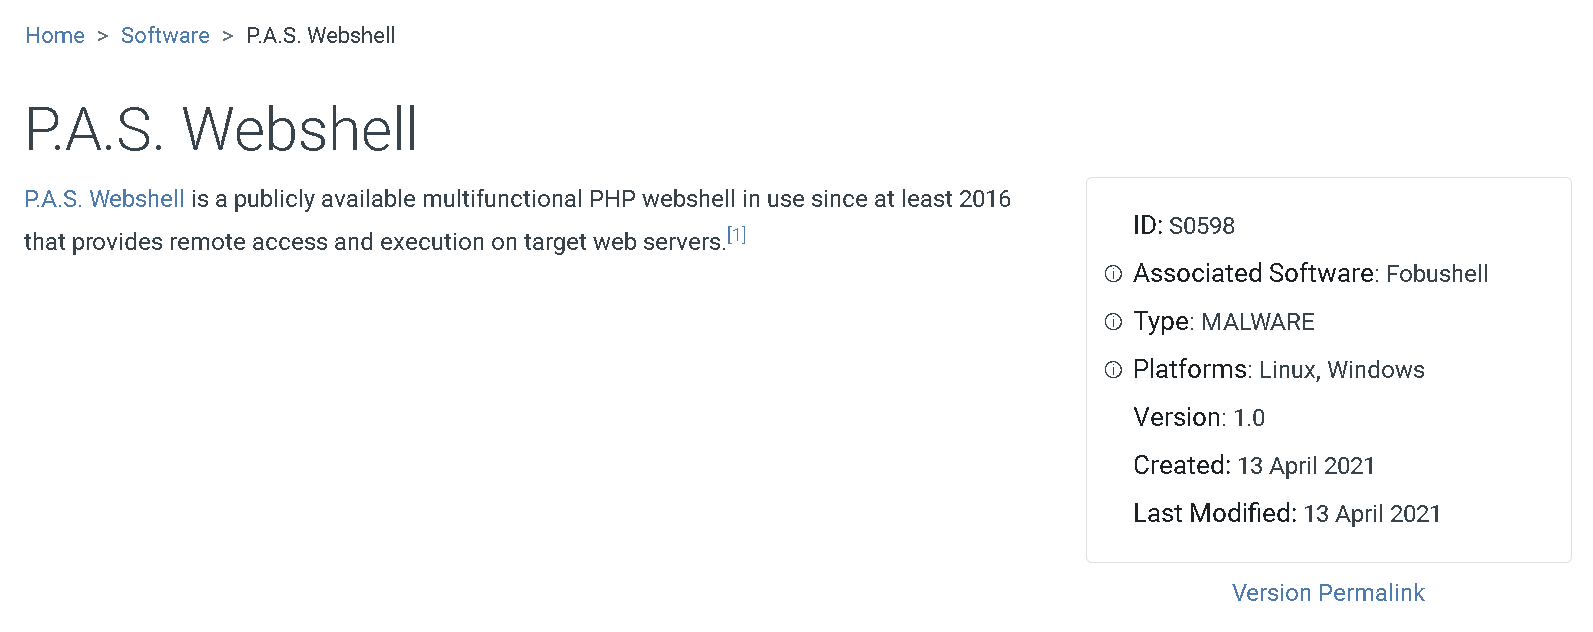 Home > Software > P.A.S. Webshell
P.A.S. Webshell
P.A.S. Webshell is a publicly available multifunctional PHP webshell in use since at least 2016
that provides remote access and execution on target web servers.[1]
ID: S0598
ⓘ Associated Software: Fobushell
ⓘ Type: MALWARE
ⓘ Platforms: Linux, Windows
Version: 1.0
Created: 13 April 2021
Last Modified: 13 April 2021
Version Permalink